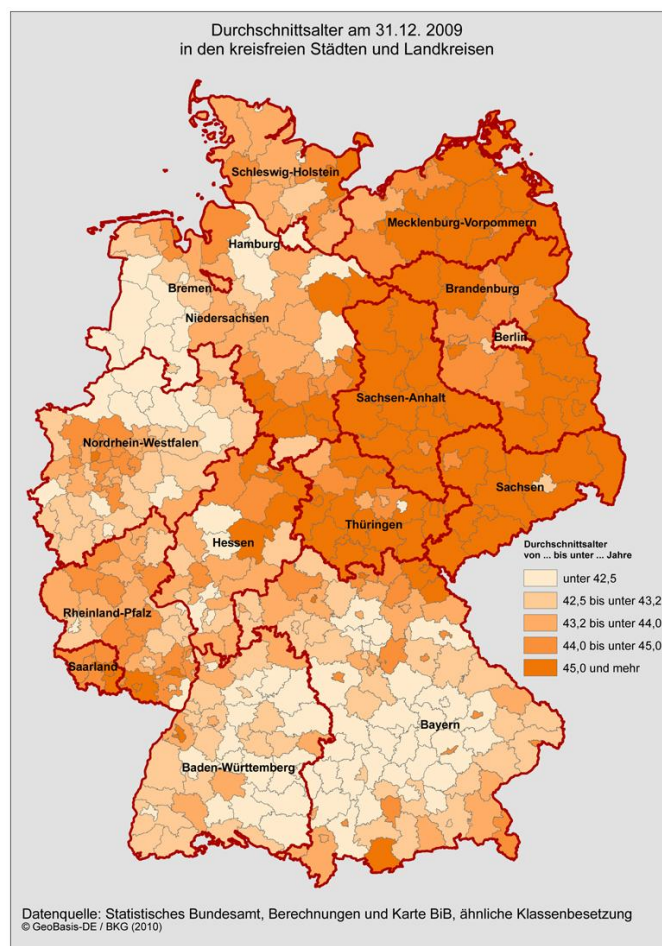 Durchschnittsalter am 31.12. 2009
in den kreisfreien Städten und Landkreisen
Schleswig-Holstein
Mecklenburg-Vorpommern
Hamburg
Bremen
Brandenburg
Niedersachsen
Berlin
Sachsen-Anhalt
Nordrhein-Westfalen
Sachsen
Thüringen
Hessen
Durchschnittsalter
von ... bis unter ... Jahre
unter 42,5
42,5 bis unter 43,2
43,2 bis unter 44,0
44,0 bis unter 45,0
45,0 und mehr
Rheinland-Pfalz
Saarland
Bayern
Baden-Württemberg
Datenquelle: Statistisches Bundesamt, Berechnungen und Karte BiB, ähnliche Klassenbesetzung
© GeoBasis-DE / BKG (2010)